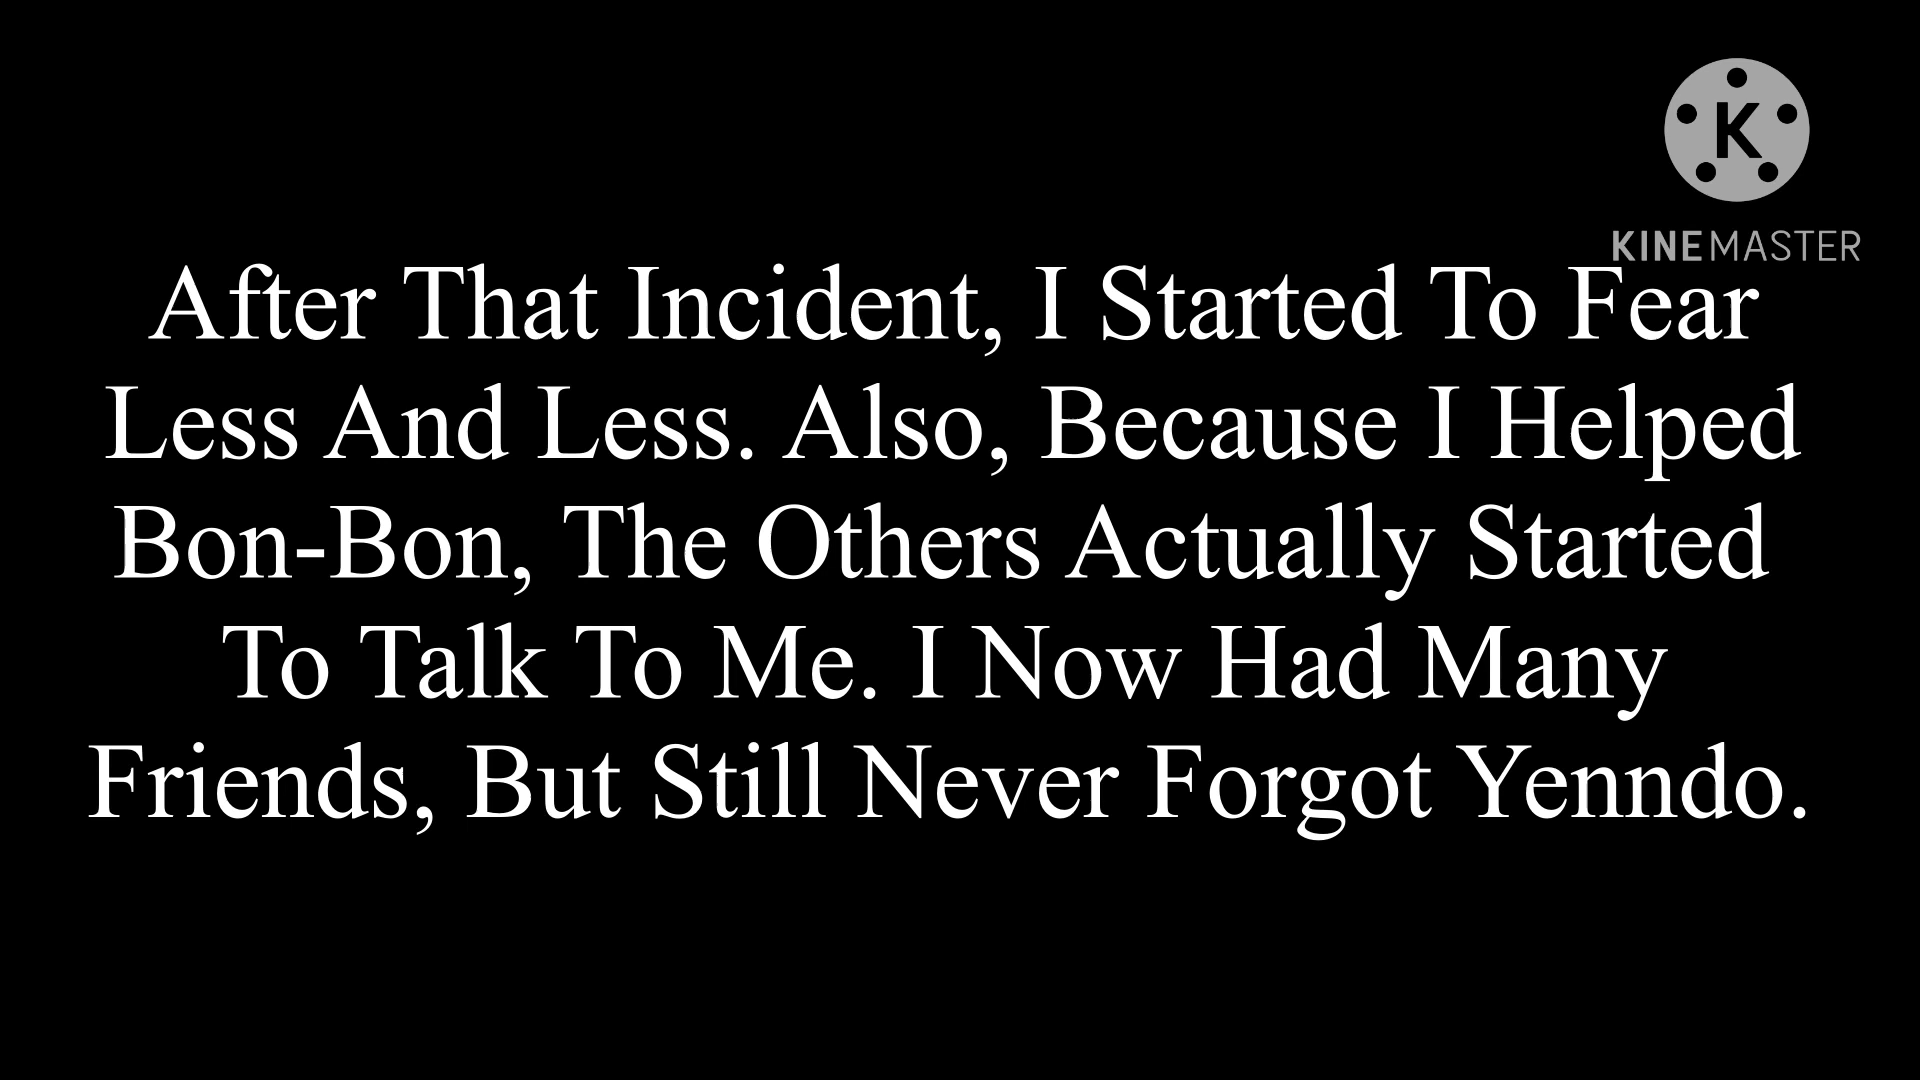 K
KINEMASTER
After That Incident, I Started To Fear
Less And Less. Also, Because I Helped
Bon-Bon, The Others Actually Started
To Talk To Me. I Now Had Many
Friends, But Still Never Forgot Yenndo.